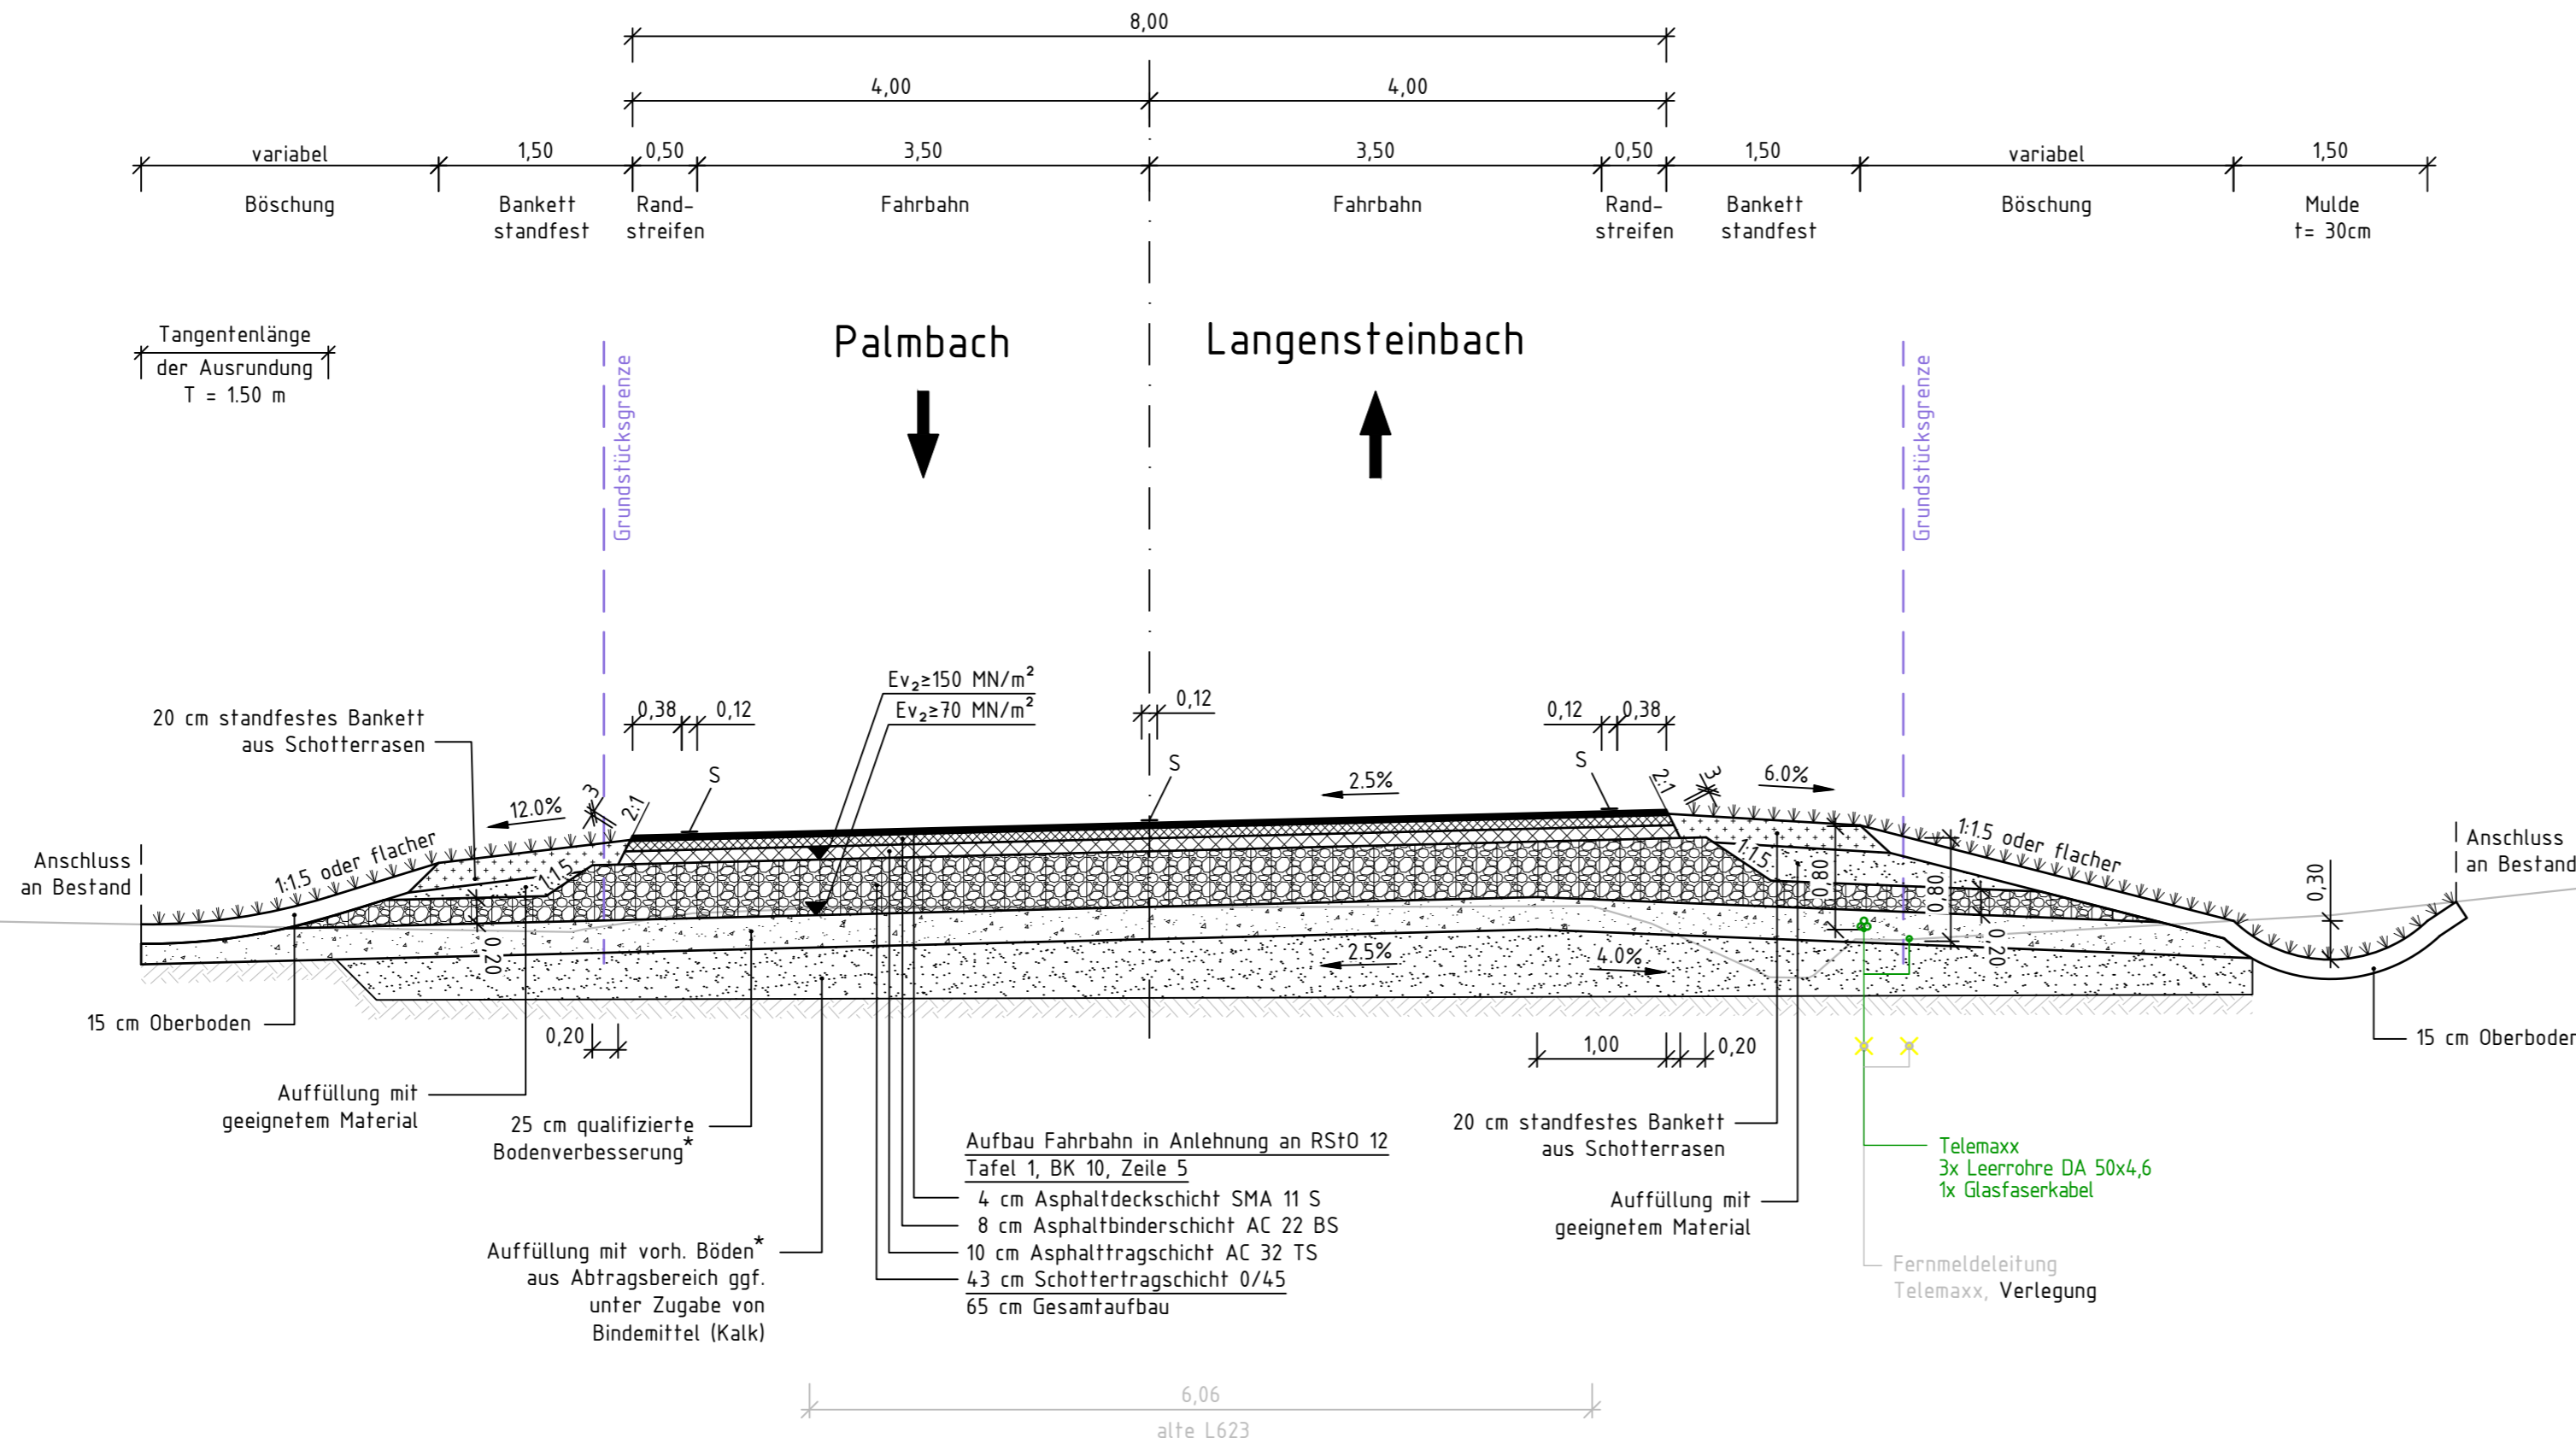 8,00
4,00 4,00
variabel 1,50 0,50 3,50 3,50 0,50 1,50 variabel 1,50
Böschung Bankett Rand- Fahrbahn Fahrbahn Rand- Bankett Böschung Mulde
standfest streifen streifen standfest t= 30cm
Tangentenlänge
der Ausrundung
T = 1.50 m
Grundstücksgrenze
Palmbach
Langensteinbach
Grundstücksgrenze
Ev₂≥150 MN/m²
Ev₂≥70 MN/m²
0,38 0,12
0,12
0,12 0,38
20 cm standfestes Bankett
aus Schotterrasen
S
S
S
12.0%
3
2:1
2.5%
2:1
3
6.0%
Anschluss
an Bestand
1:1.5 oder flacher
1:1.5
1:1.5
0,80
0,80
1:1.5 oder flacher
0,30
Anschluss
an Bestand
0,20
0,20
2.5%
4.0%
15 cm Oberboden
0,20
1,00
0,20
15 cm Oberboden
Auffüllung mit
geeignetem Material
25 cm qualifizierte
Bodenverbesserung*
Auffüllung mit vorh. Böden*
aus Abtragsbereich ggf.
unter Zugabe von
Bindemittel (Kalk)
Aufbau Fahrbahn in Anlehnung an RStO 12
Tafel 1, BK 10, Zeile 5
4 cm Asphaltdeckschicht SMA 11 S
8 cm Asphaltbinderschicht AC 22 BS
10 cm Asphalttragschicht AC 32 TS
43 cm Schottertragschicht 0/45
65 cm Gesamtaufbau
20 cm standfestes Bankett
aus Schotterrasen
Auffüllung mit
geeignetem Material
Telemaxx
3x Leerrohre DA 50x4,6
1x Glasfaserkabel
Fernmeldeleitung
Telemaxx, Verlegung
6,06
alte L623